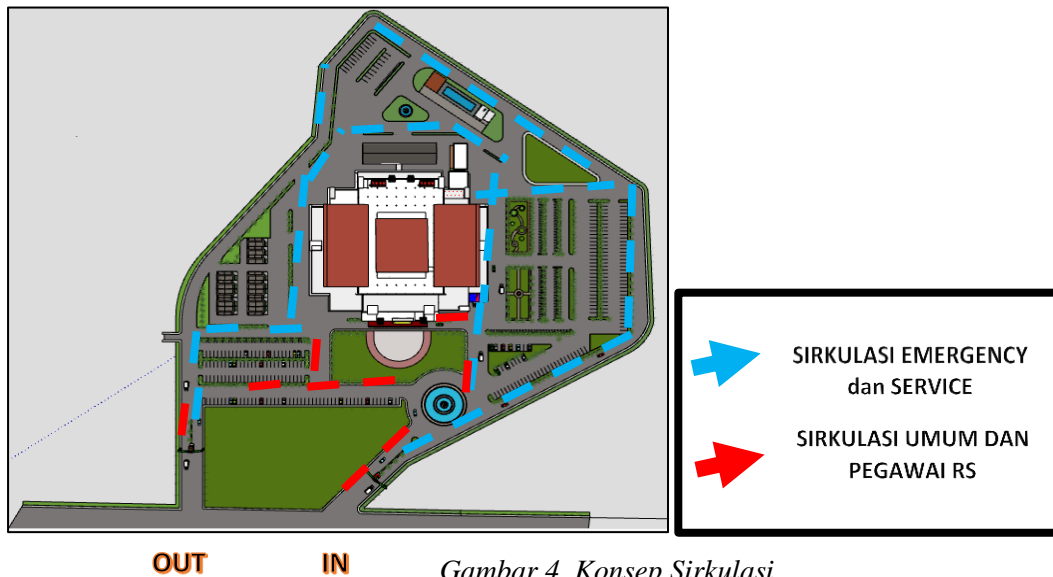 SIRKULASI EMERGENCY
dan SERVICE
SIRKULASI UMUM DAN
PEGAWAI RS
OUT
IN
Gambar 4. Konsep Sirkulasi